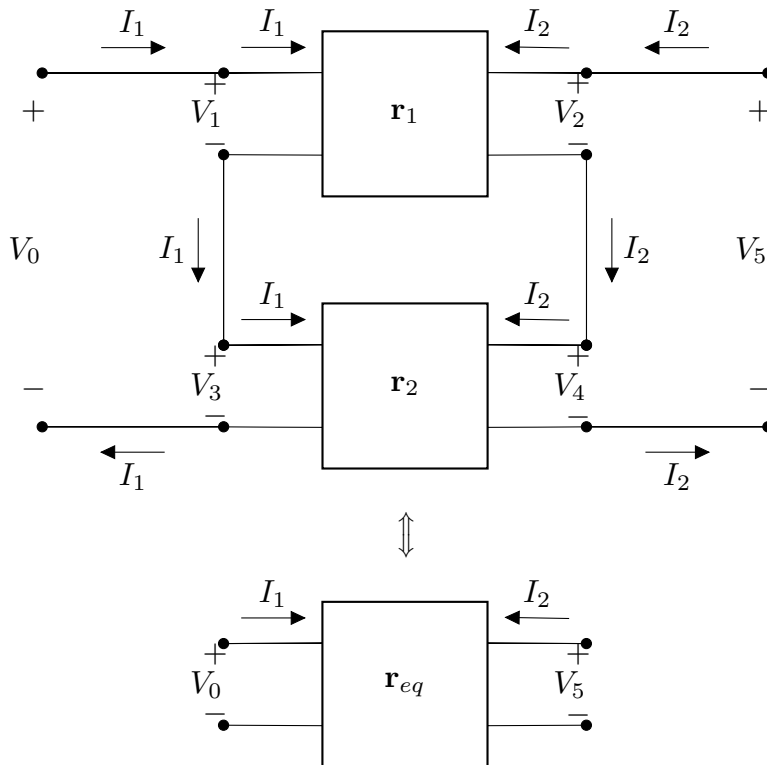 I₁ I₁ I₂ I₂
+ V₁ + r₁ V₂ + +
− −
V₀ I₁ I₂ V₅
I₁ I₂
+ +
− V₃ r₂ V₄ −
− −
I₁ I₂
⇕
I₁ I₂
+ +
V₀ r_eq V₅
− −